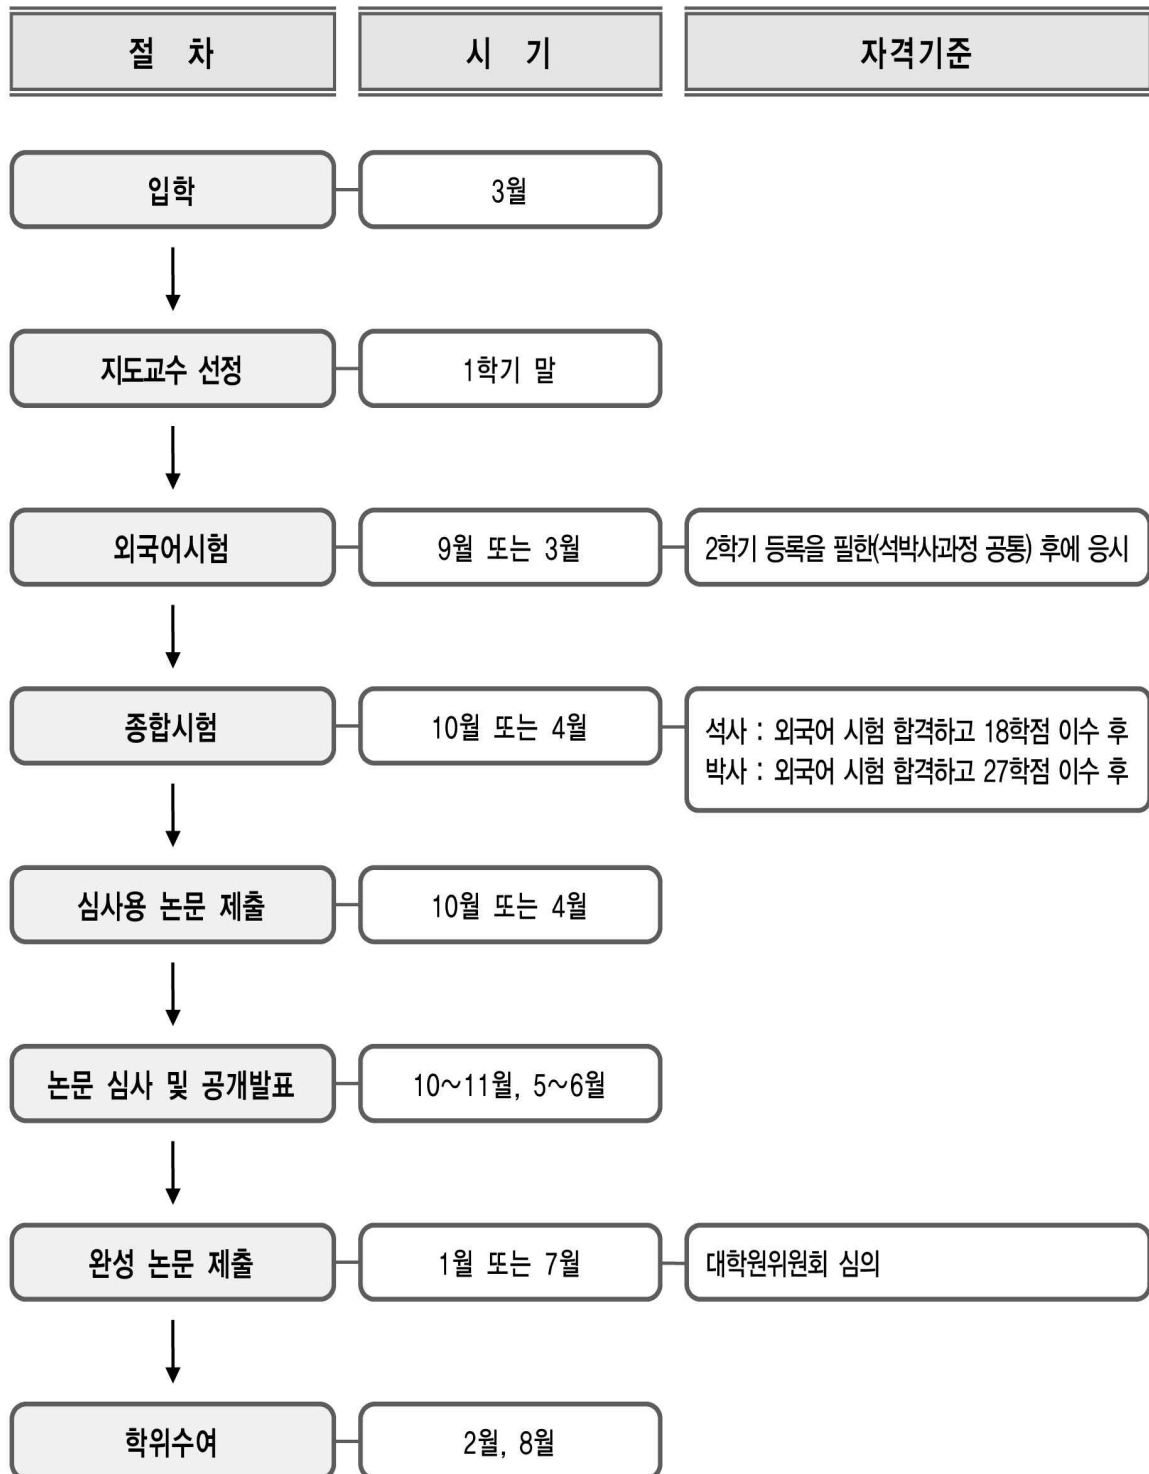 절 차 시 기 자격기준
입학 3월
지도교수 선정 1학기 말
외국어시험 9월 또는 3월 2학기 등록을 필한(석박사과정 공통) 후에 응시
종합시험 10월 또는 4월 석사 : 외국어 시험 합격하고 18학점 이수 후
박사 : 외국어 시험 합격하고 27학점 이수 후
심사용 논문 제출 10월 또는 4월
논문 심사 및 공개발표 10~11월, 5~6월
완성 논문 제출 1월 또는 7월 대학원위원회 심의
학위수여 2월, 8월